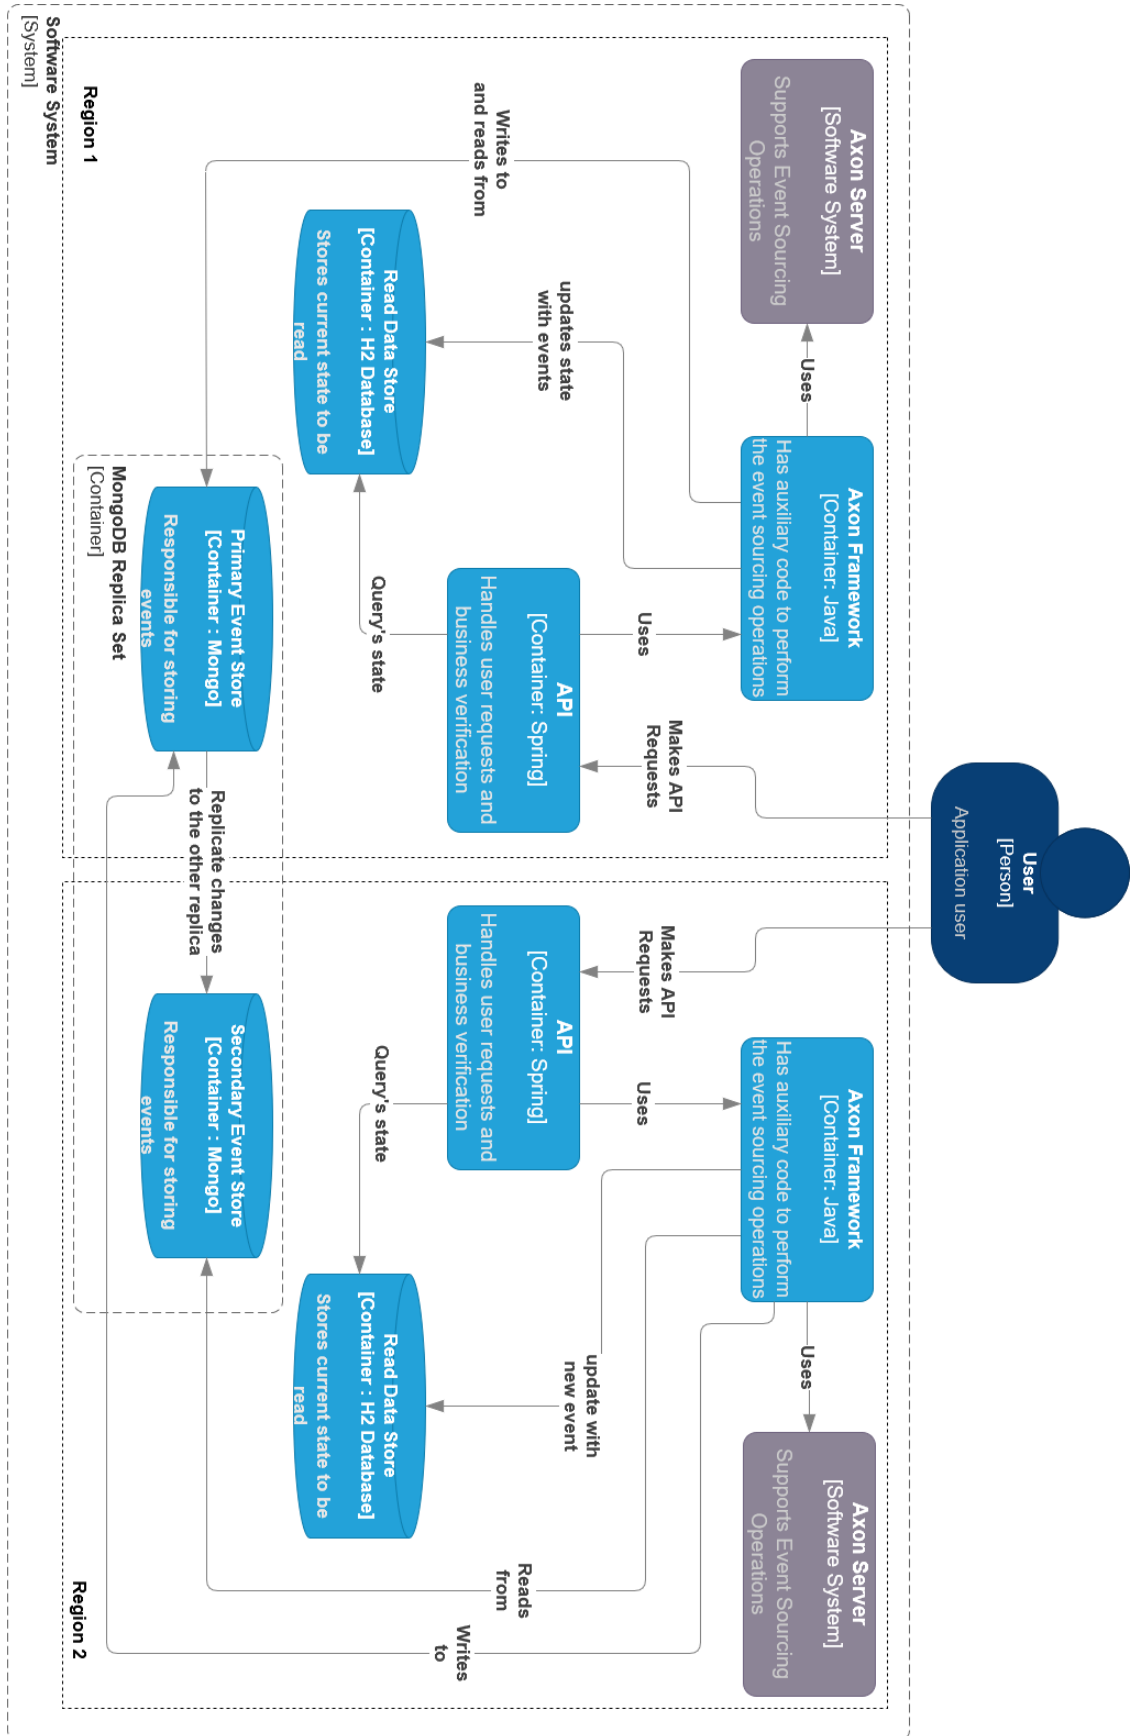 User
[Person]
Application user
Axon Server
[Software System]
Supports Event Sourcing
Operations
Uses
Axon Framework
[Container: Java]
Has auxiliary code to perform
the event sourcing operations
Axon Framework
[Container: Java]
Has auxiliary code to perform
the event sourcing operations
Uses
Axon Server
[Software System]
Supports Event Sourcing
Operations
Uses
Makes API
Requests
Makes API
Requests
Uses
updates state
with events
API
[Container: Spring]
Handles user requests and
business verification
API
[Container: Spring]
Handles user requests and
business verification
update with
new event
Writes to
and reads from
Reads
from
Writes
to
Query's state
Query's state
Read Data Store
[Container : H2 Database]
Stores current state to be
read
Read Data Store
[Container : H2 Database]
Stores current state to be
read
Primary Event Store
[Container : Mongo]
Responsible for storing
events
Replicate changes
to the other replica
Secondary Event Store
[Container : Mongo]
Responsible for storing
events
MongoDB Replica Set
[Container]
Region 1
Region 2
Software System
[System]